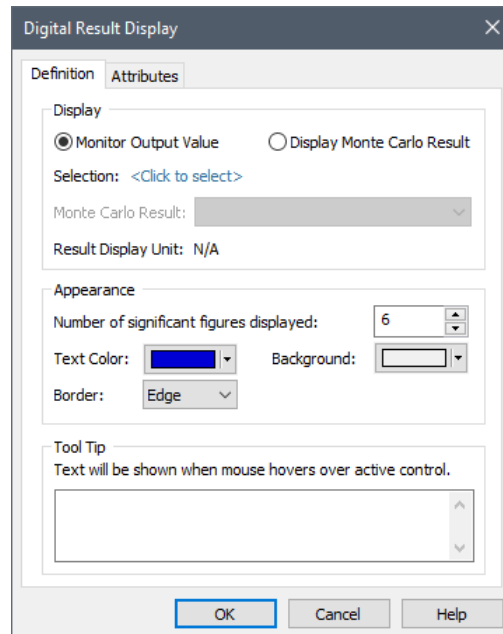 Digital Result Display
Definition Attributes
Display
Monitor Output Value Display Monte Carlo Result
Selection: <Click to select>
Monte Carlo Result:
Result Display Unit: N/A
Appearance
Number of significant figures displayed: 6
Text Color: Background:
Border: Edge
Tool Tip
Text will be shown when mouse hovers over active control.
OK Cancel Help